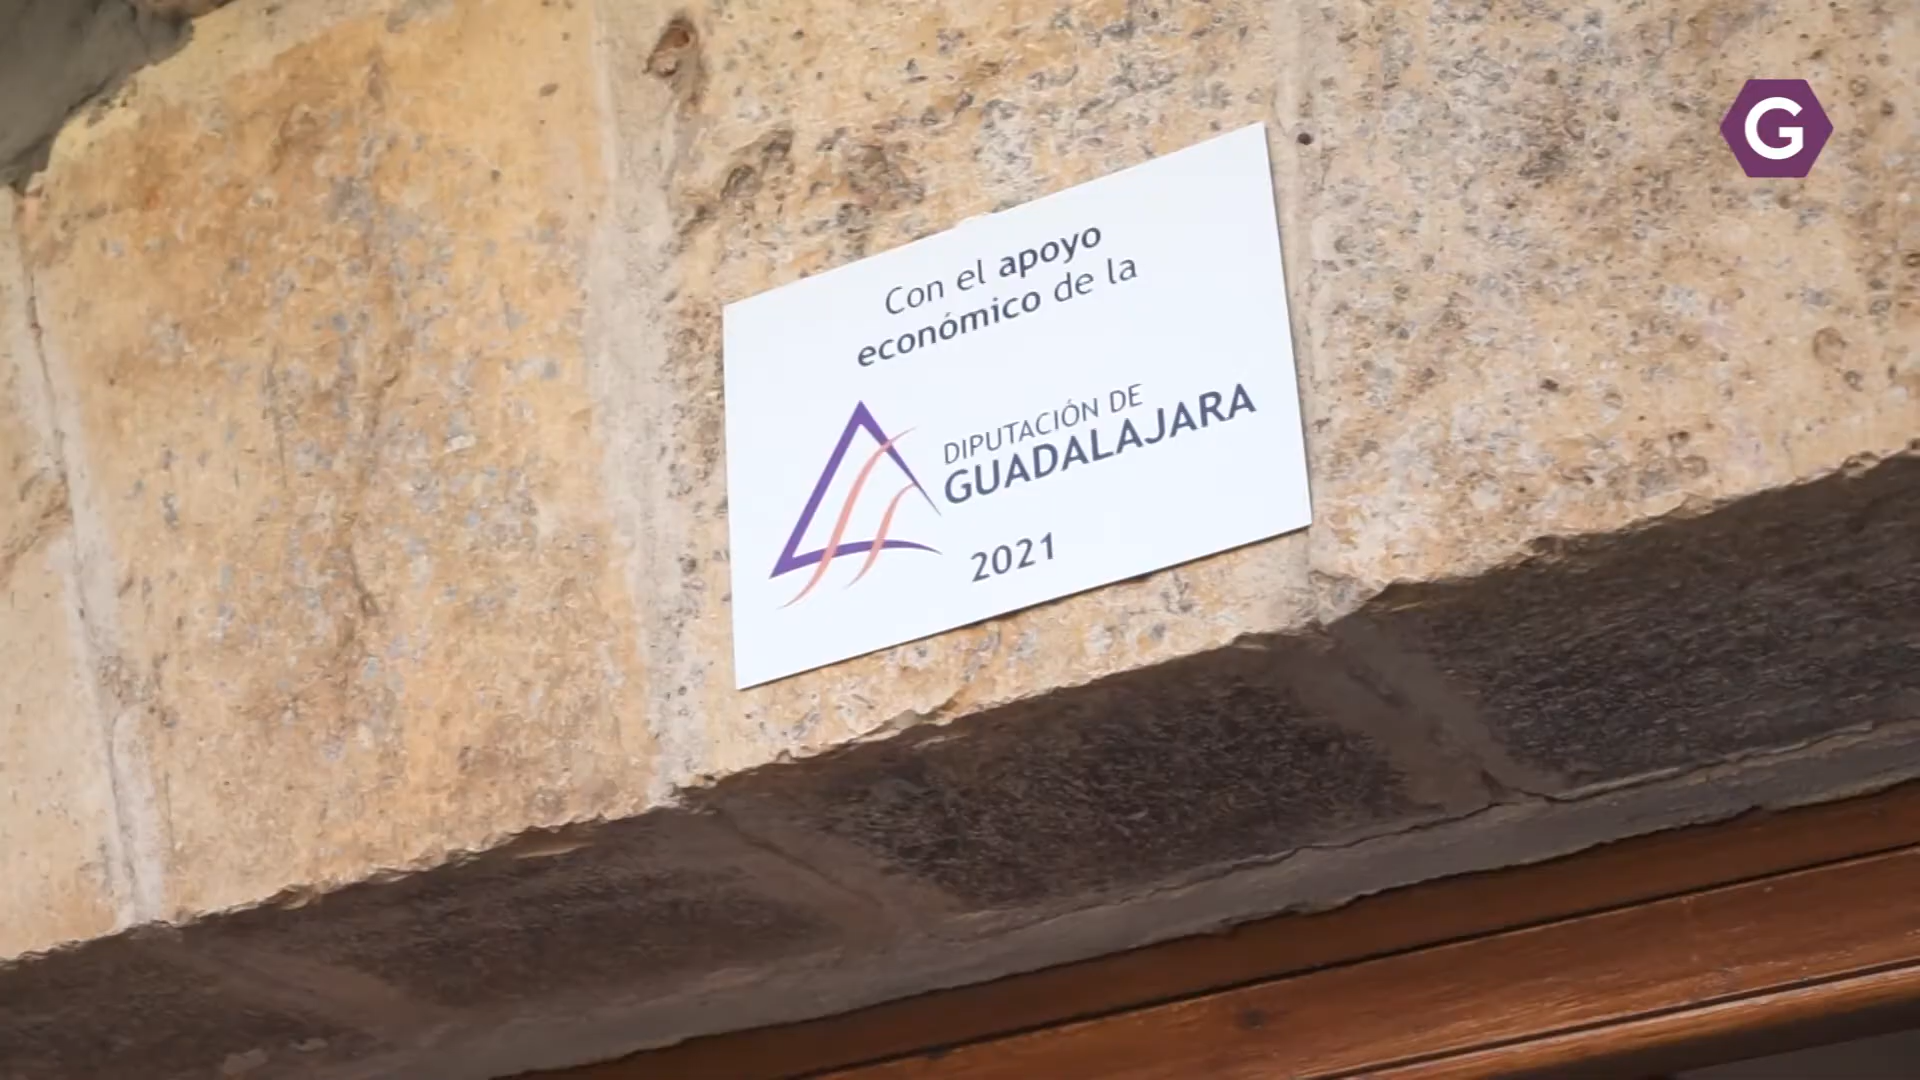 Con el apoyo
económico de la
DIPUTACIÓN DE
GUADALAJARA
2021
G